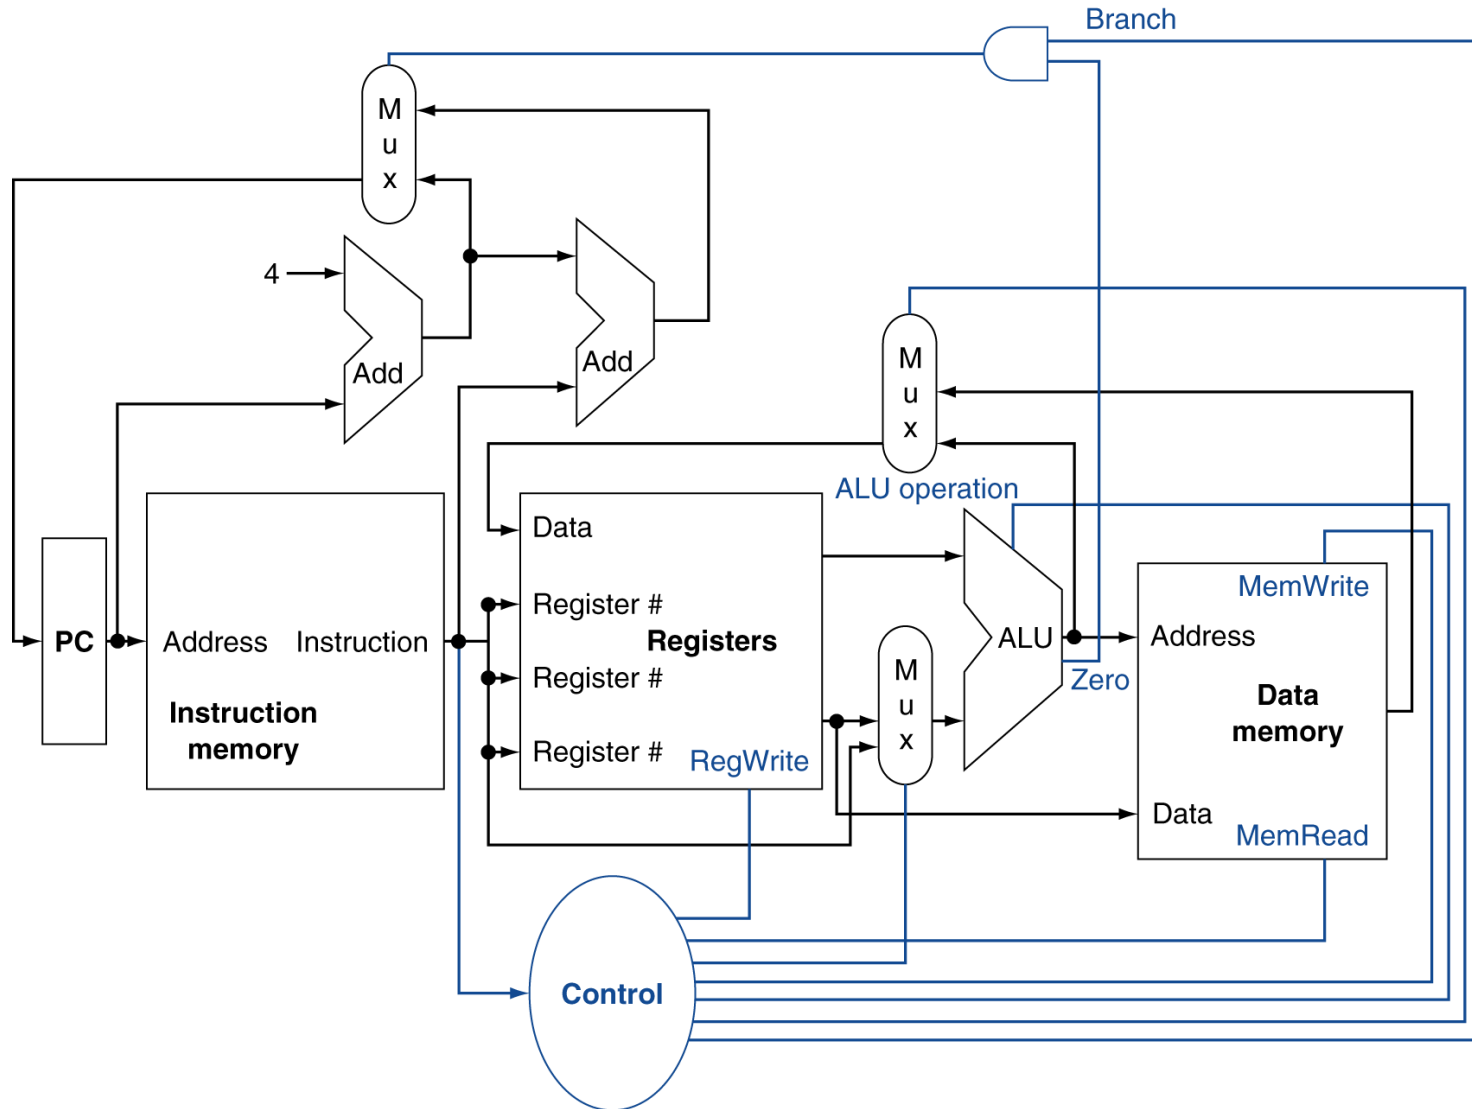 Branch
M
u
x
4
Add
Add
M
u
x
ALU operation
Data
Register #
Registers
Register #
Register #
RegWrite
PC
Address
Instruction
Instruction
memory
M
u
x
ALU
Zero
MemWrite
Address
Data
memory
Data
MemRead
Control